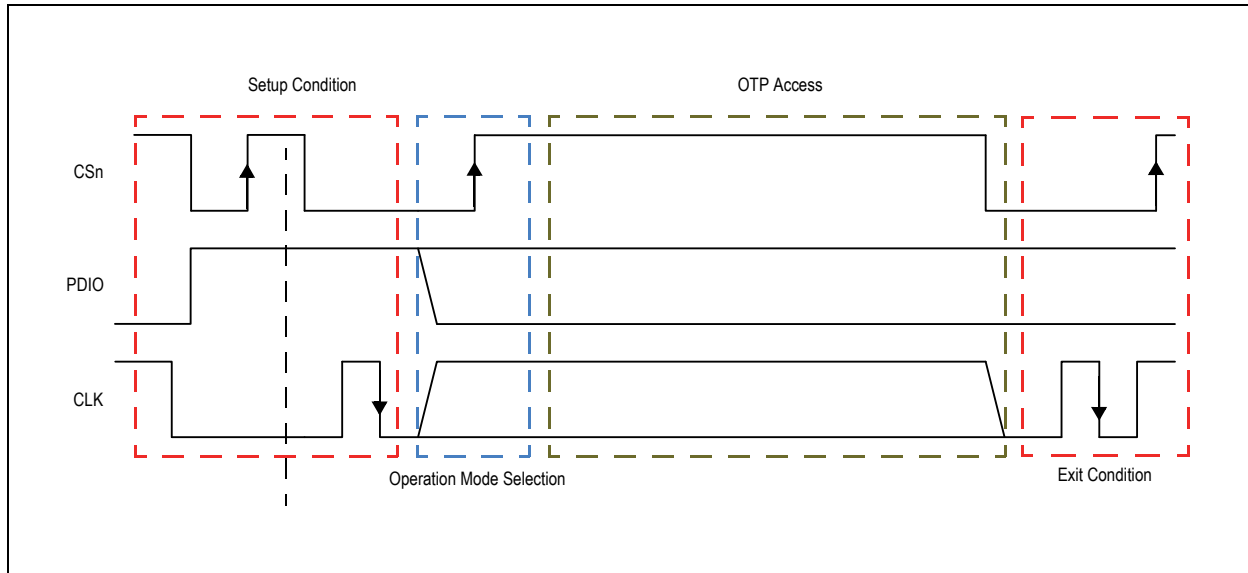 Setup Condition
OTP Access
CSn
PDIO
CLK
Operation Mode Selection
Exit Condition